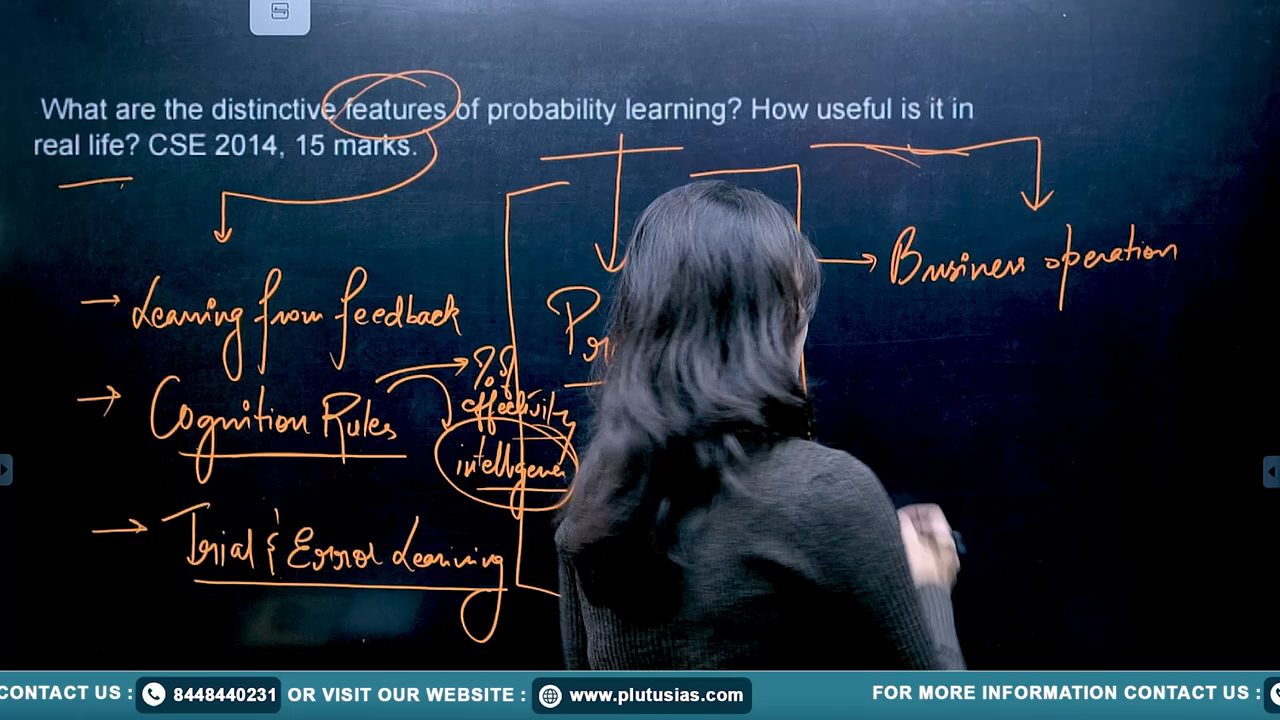 What are the distinctive features of probability learning? How useful is it in
real life? CSE 2014, 15 marks.
→ Learning from feedback
→ Cognition Rules
% of
effectivity
intelligence
→ Trial & Error Learning
→ Business operation
CONTACT US : 8448440231 OR VISIT OUR WEBSITE : www.plutusias.com FOR MORE INFORMATION CONTACT US :